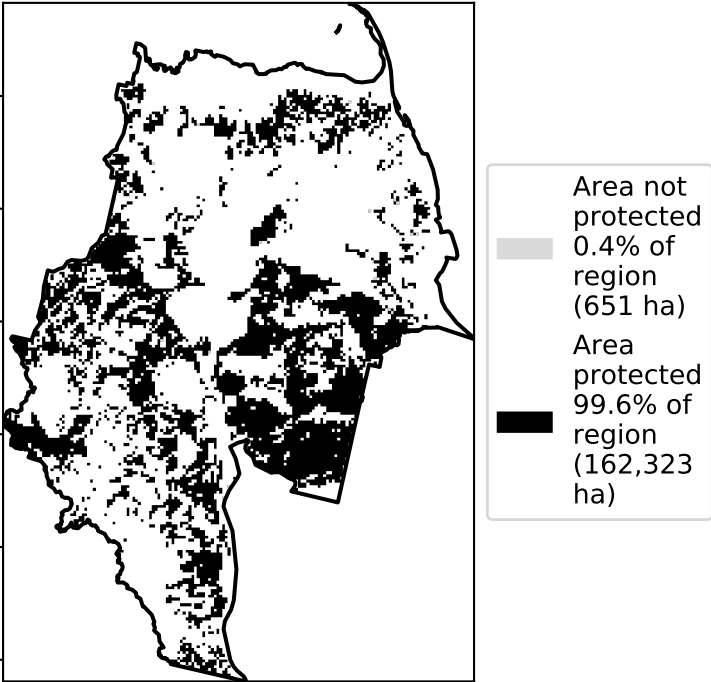 Area not
protected
0.4% of
region
(651 ha)
Area
protected
99.6% of
region
(162,323
ha)